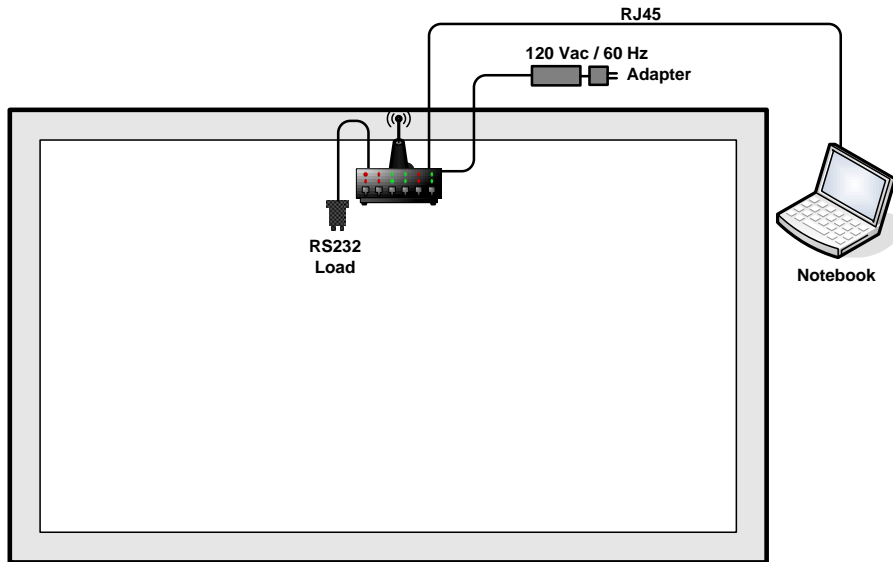 RJ45
120 Vac / 60 Hz
Adapter
RS232
Load
Notebook